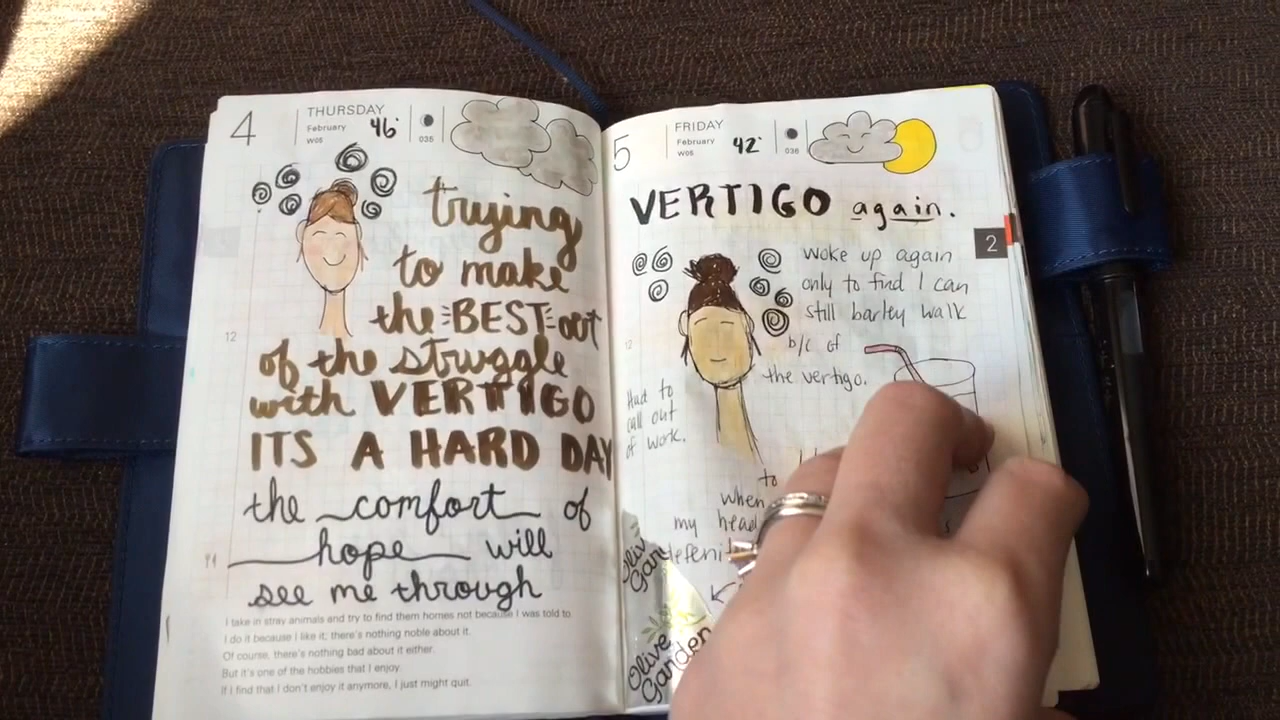 4
THURSDAY
February
W05
46°
035
trying
to make
the BEST out
of the struggle
with VERTIGO
ITS A HARD DAY
the comfort of
hope will
see me through
12
I take in stray animals and try to find them homes not because I was told to
I do it because I like it; there's nothing noble about it.
Of course, there's nothing bad about it either.
But it's one of the hobbies that I enjoy.
If I find that I don't enjoy it anymore, I just might quit.
5
FRIDAY
February
W05
42°
036
VERTIGO again.
2
woke up again
only to find I can
still barley walk
b/c of
the vertigo.
12
Had to
call out
of work.
to
when
my head
Olive
Garden